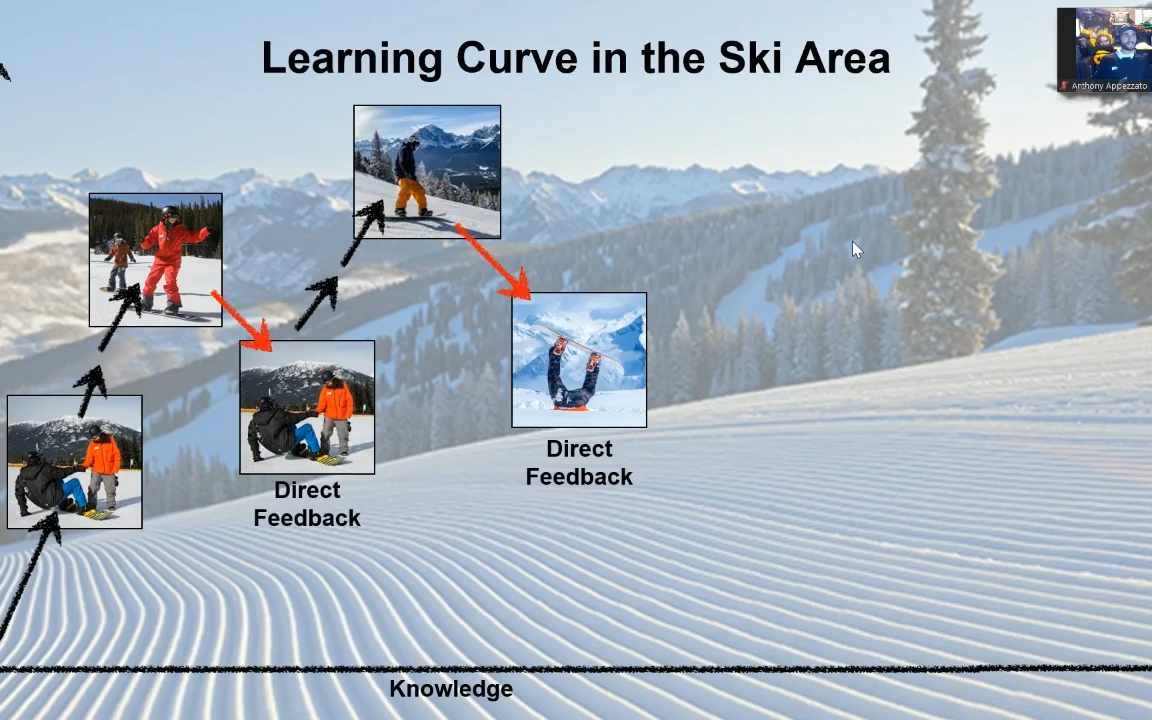 Learning Curve in the Ski Area
Anthony Appezzato
Direct
Feedback
Direct
Feedback
Knowledge